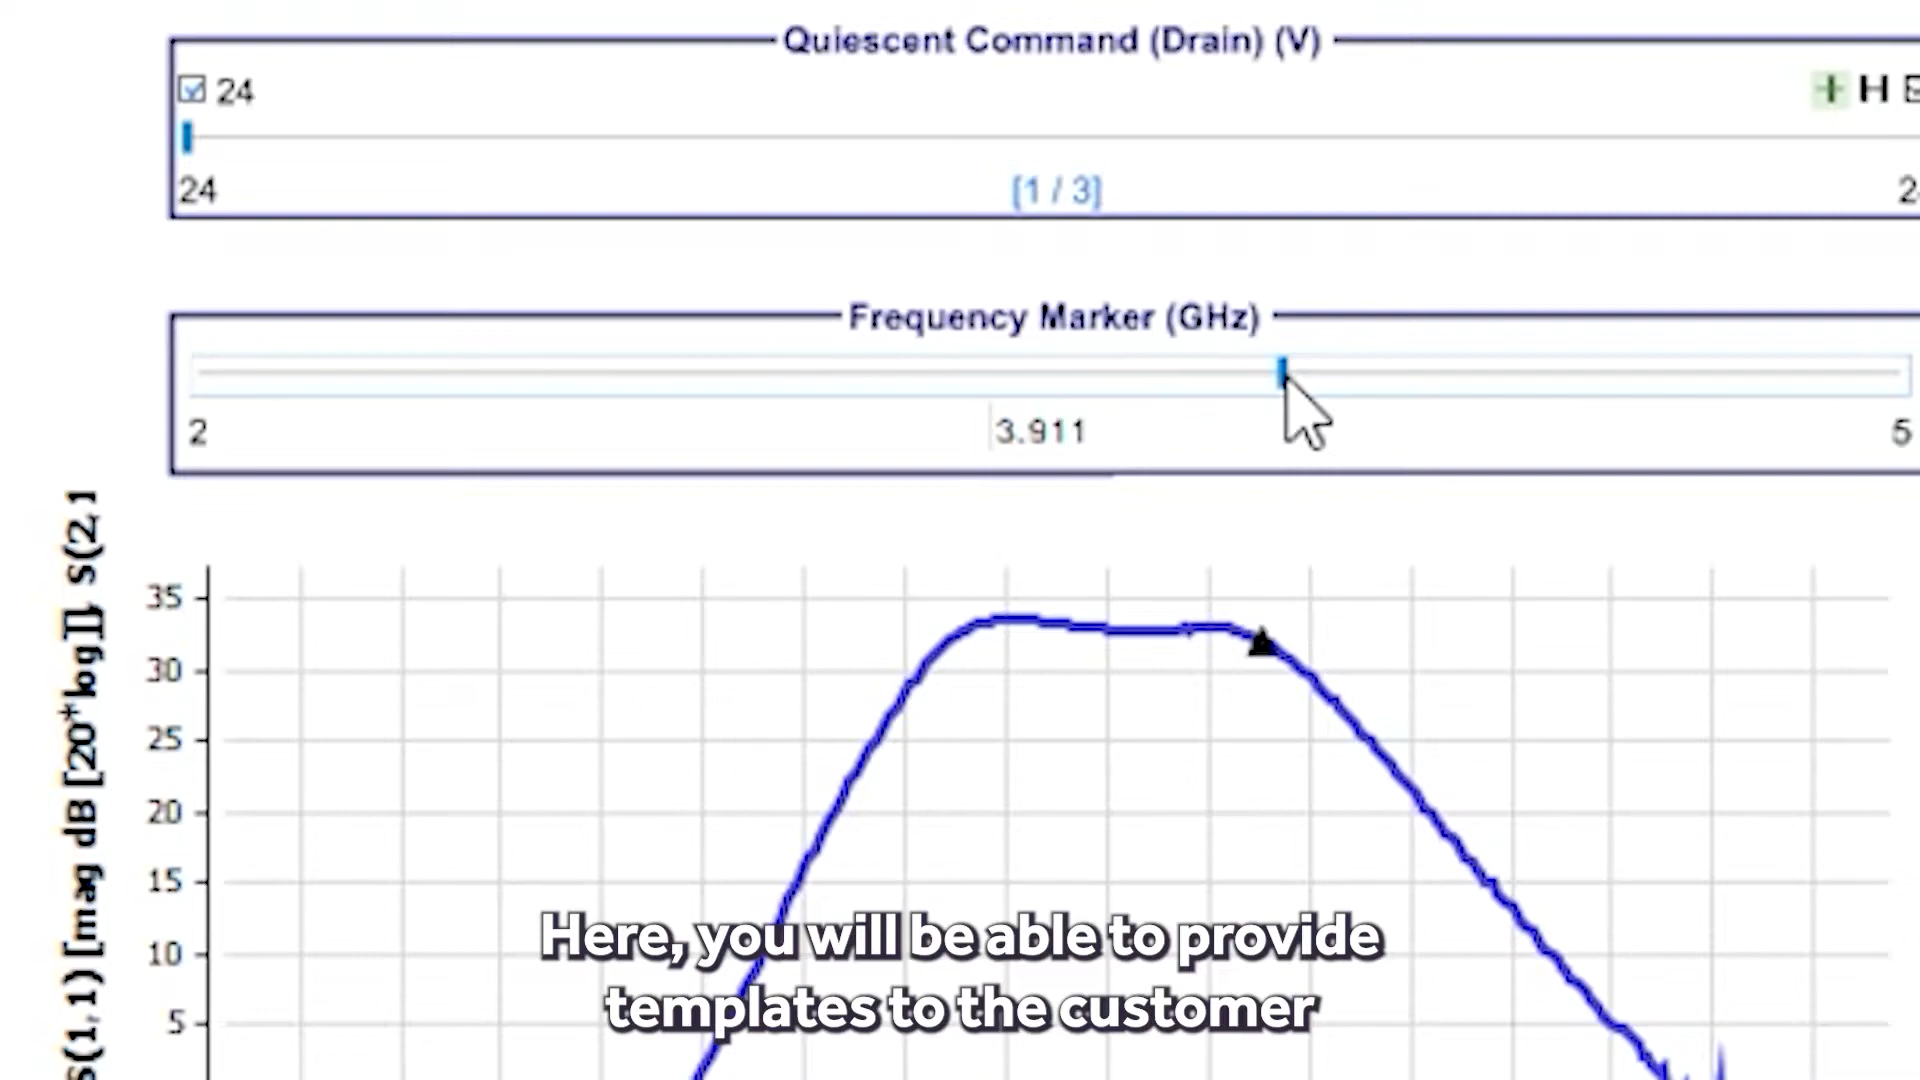 Quiescent Command (Drain) (V)
24
H
24 [1 / 3] 2
Frequency Marker (GHz)
2 3.911 5
S(1,1) [mag dB [20*log]], S(2,1
35
30
25
20
15
10
5
Here, you will be able to provide
templates to the customer